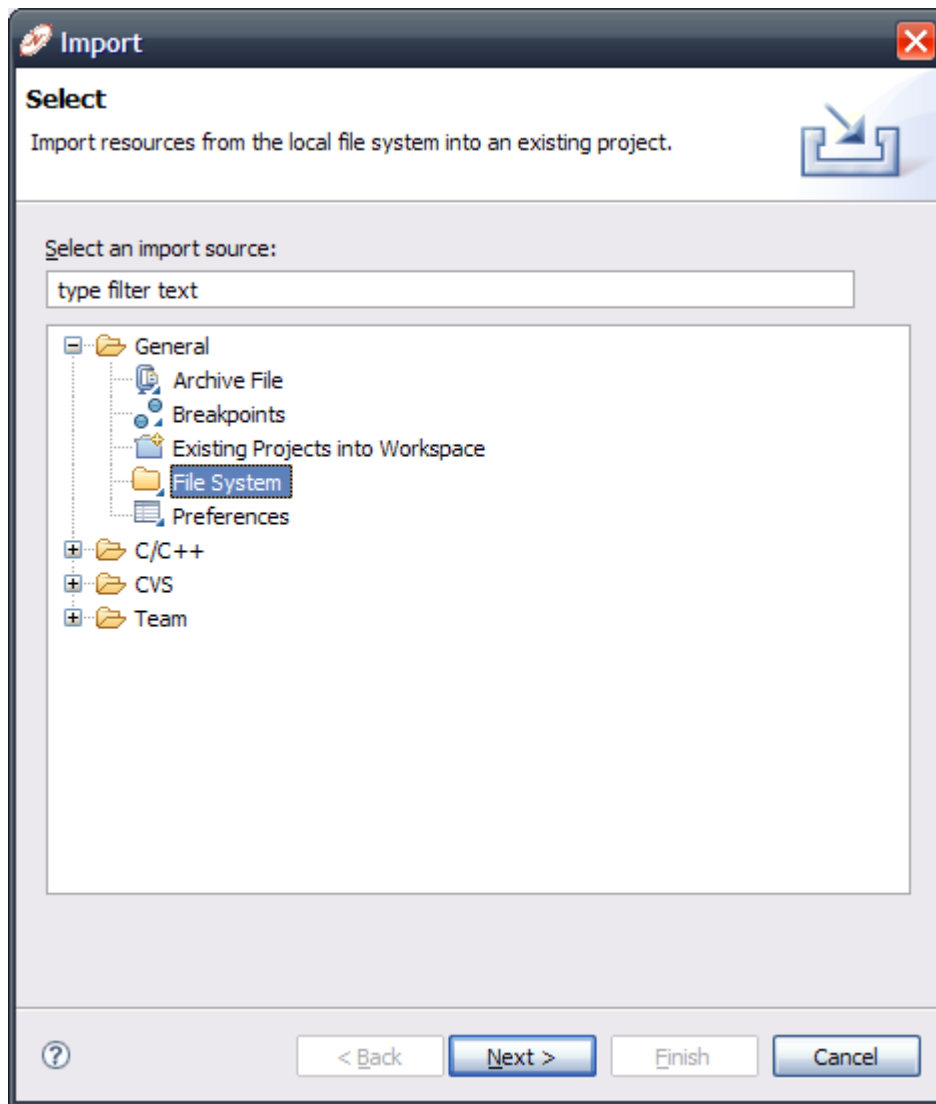 Import
Select
Import resources from the local file system into an existing project.
Select an import source:
type filter text
General
Archive File
Breakpoints
Existing Projects into Workspace
File System
Preferences
C/C++
CVS
Team
? < Back Next > Finish Cancel